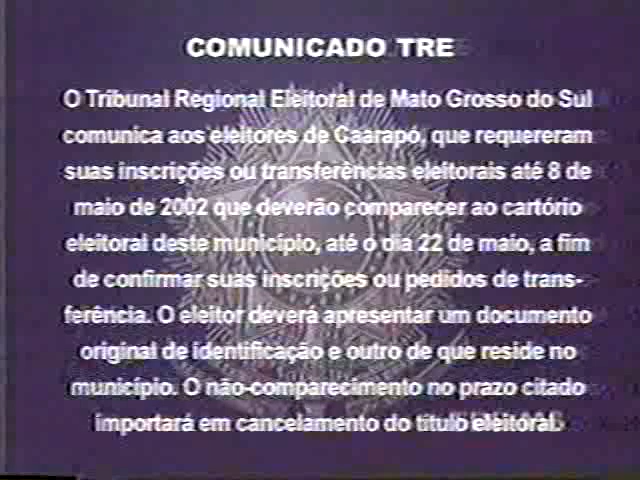 COMUNICADO TRE
O Tribunal Regional Eleitoral de Mato Grosso do Sul
comunica aos eleitores de Caarapó, que requereram
suas inscrições ou transferências eleitorais até 8 de
maio de 2002 que deverão comparecer ao cartório
eleitoral deste município, até o dia 22 de maio, a fim
de confirmar suas inscrições ou pedidos de trans-
ferência. O eleitor deverá apresentar um documento
original de identificação e outro de que reside no
município. O não-comparecimento no prazo citado
importará em cancelamento do título eleitoral.